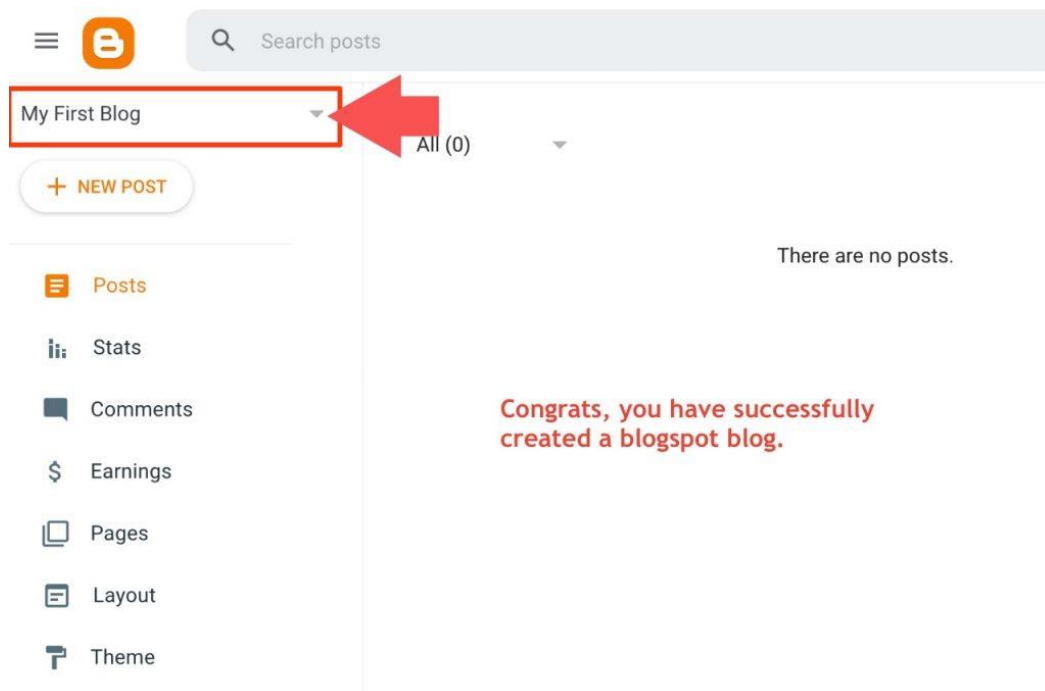 Search posts
My First Blog
All (0)
+ NEW POST
There are no posts.
Posts
Stats
Comments
Congrats, you have successfully
created a blogspot blog.
$ Earnings
Pages
Layout
Theme